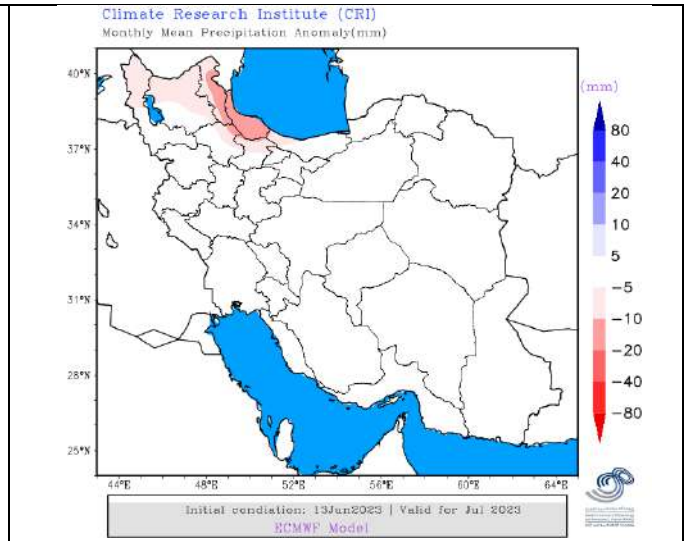 Climate Research Institute (CRI)
Monthly Mean Precipitation Anomaly(mm)
(mm)
40°N
37°N
34°N
31°N
28°N
25°N
80
40
20
10
5
−5
−10
−20
−40
−80
44°E 48°E 52°E 56°E 60°E 64°E
Initial condiation: 13Jun2023 | Valid for Jul 2023
ECMWF Model